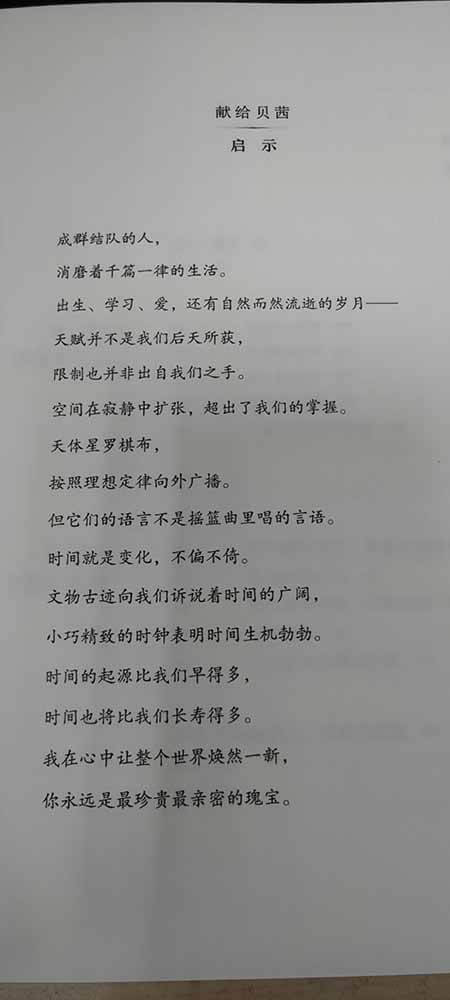 献给贝茜
启 示
成群结队的人，
消磨着千篇一律的生活。
出生、学习、爱，还有自然而然流逝的岁月——
天赋并不是我们后天所获，
限制也并非出自我们之手。
空间在寂静中扩张，超出了我们的掌握。
天体星罗棋布，
按照理想定律向外广播。
但它们的语言不是摇篮曲里唱的言语。
时间就是变化，不偏不倚。
文物古迹向我们诉说着时间的广阔，
小巧精致的时钟表明时间生机勃勃。
时间的起源比我们早得多，
时间也将比我们长寿得多。
我在心中让整个世界焕然一新，
你永远是最珍贵最亲密的瑰宝。